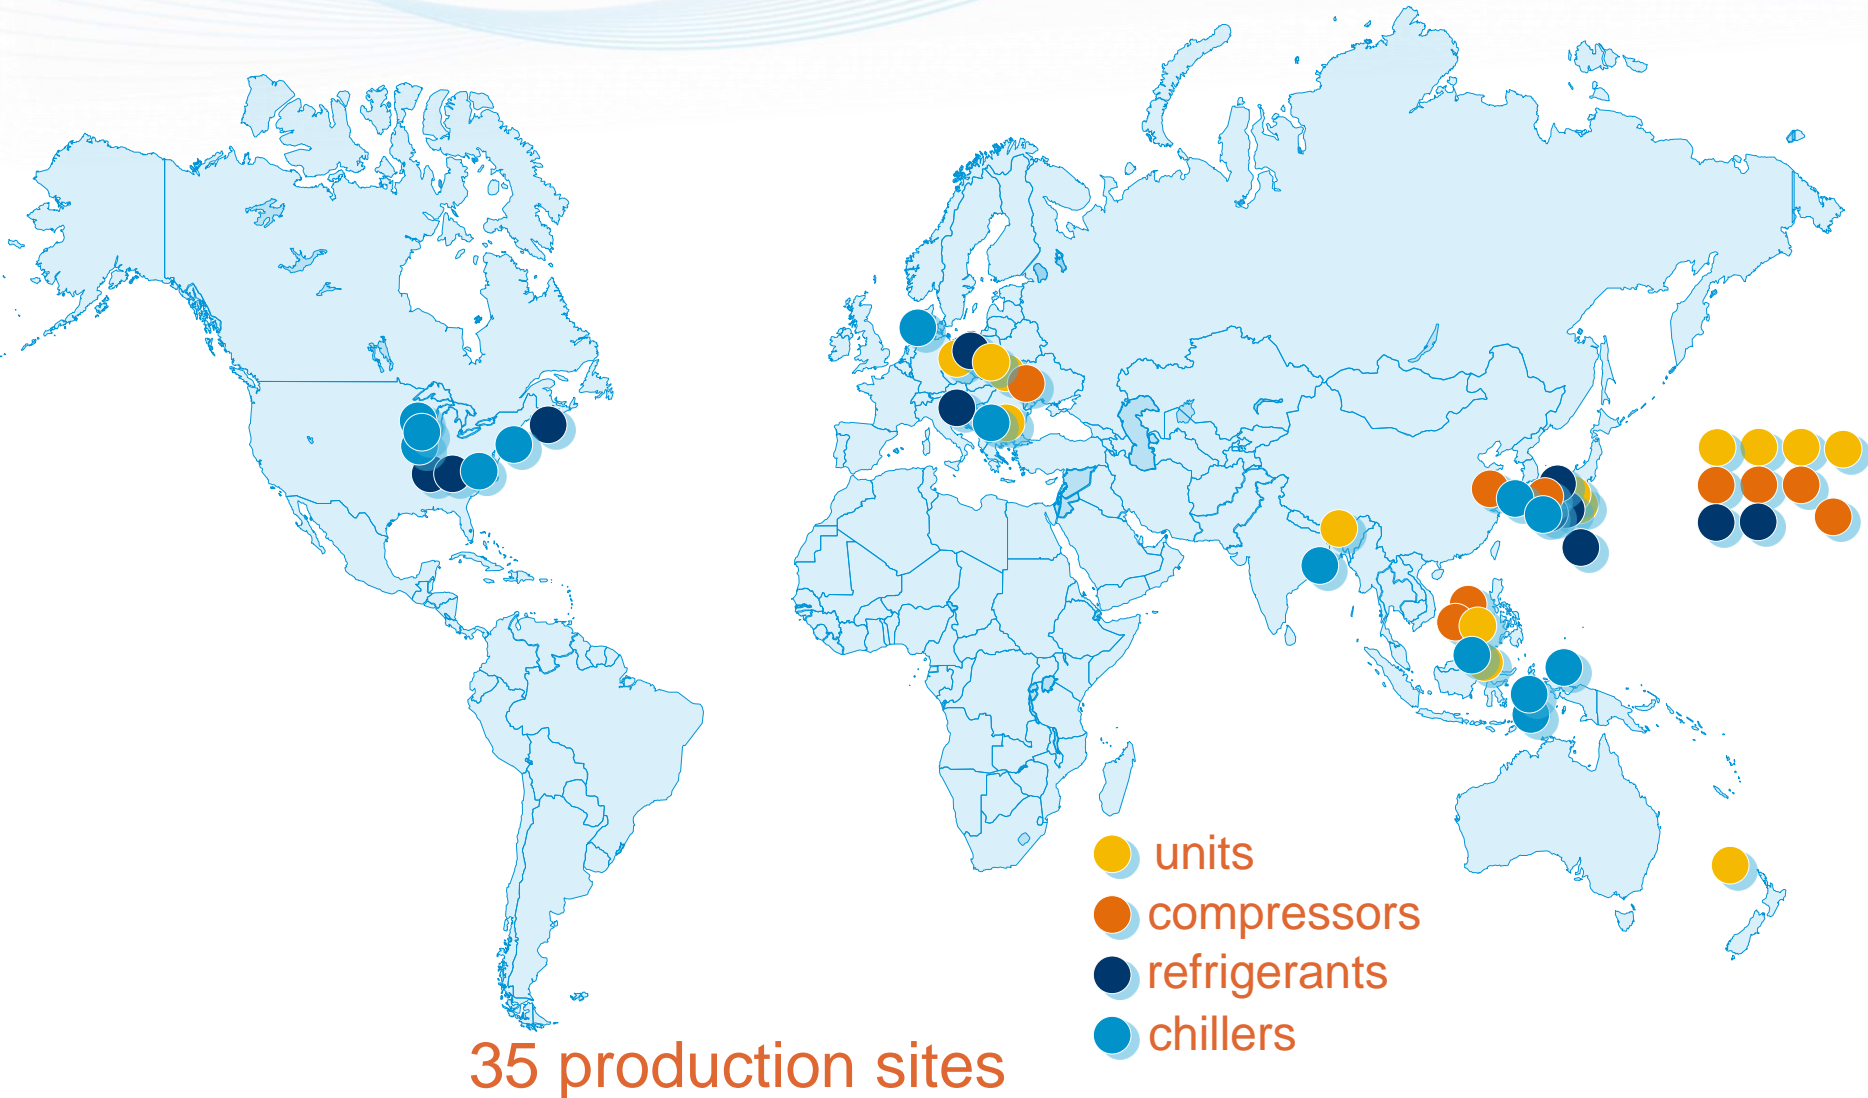 units
compressors
refrigerants
chillers
35 production sites